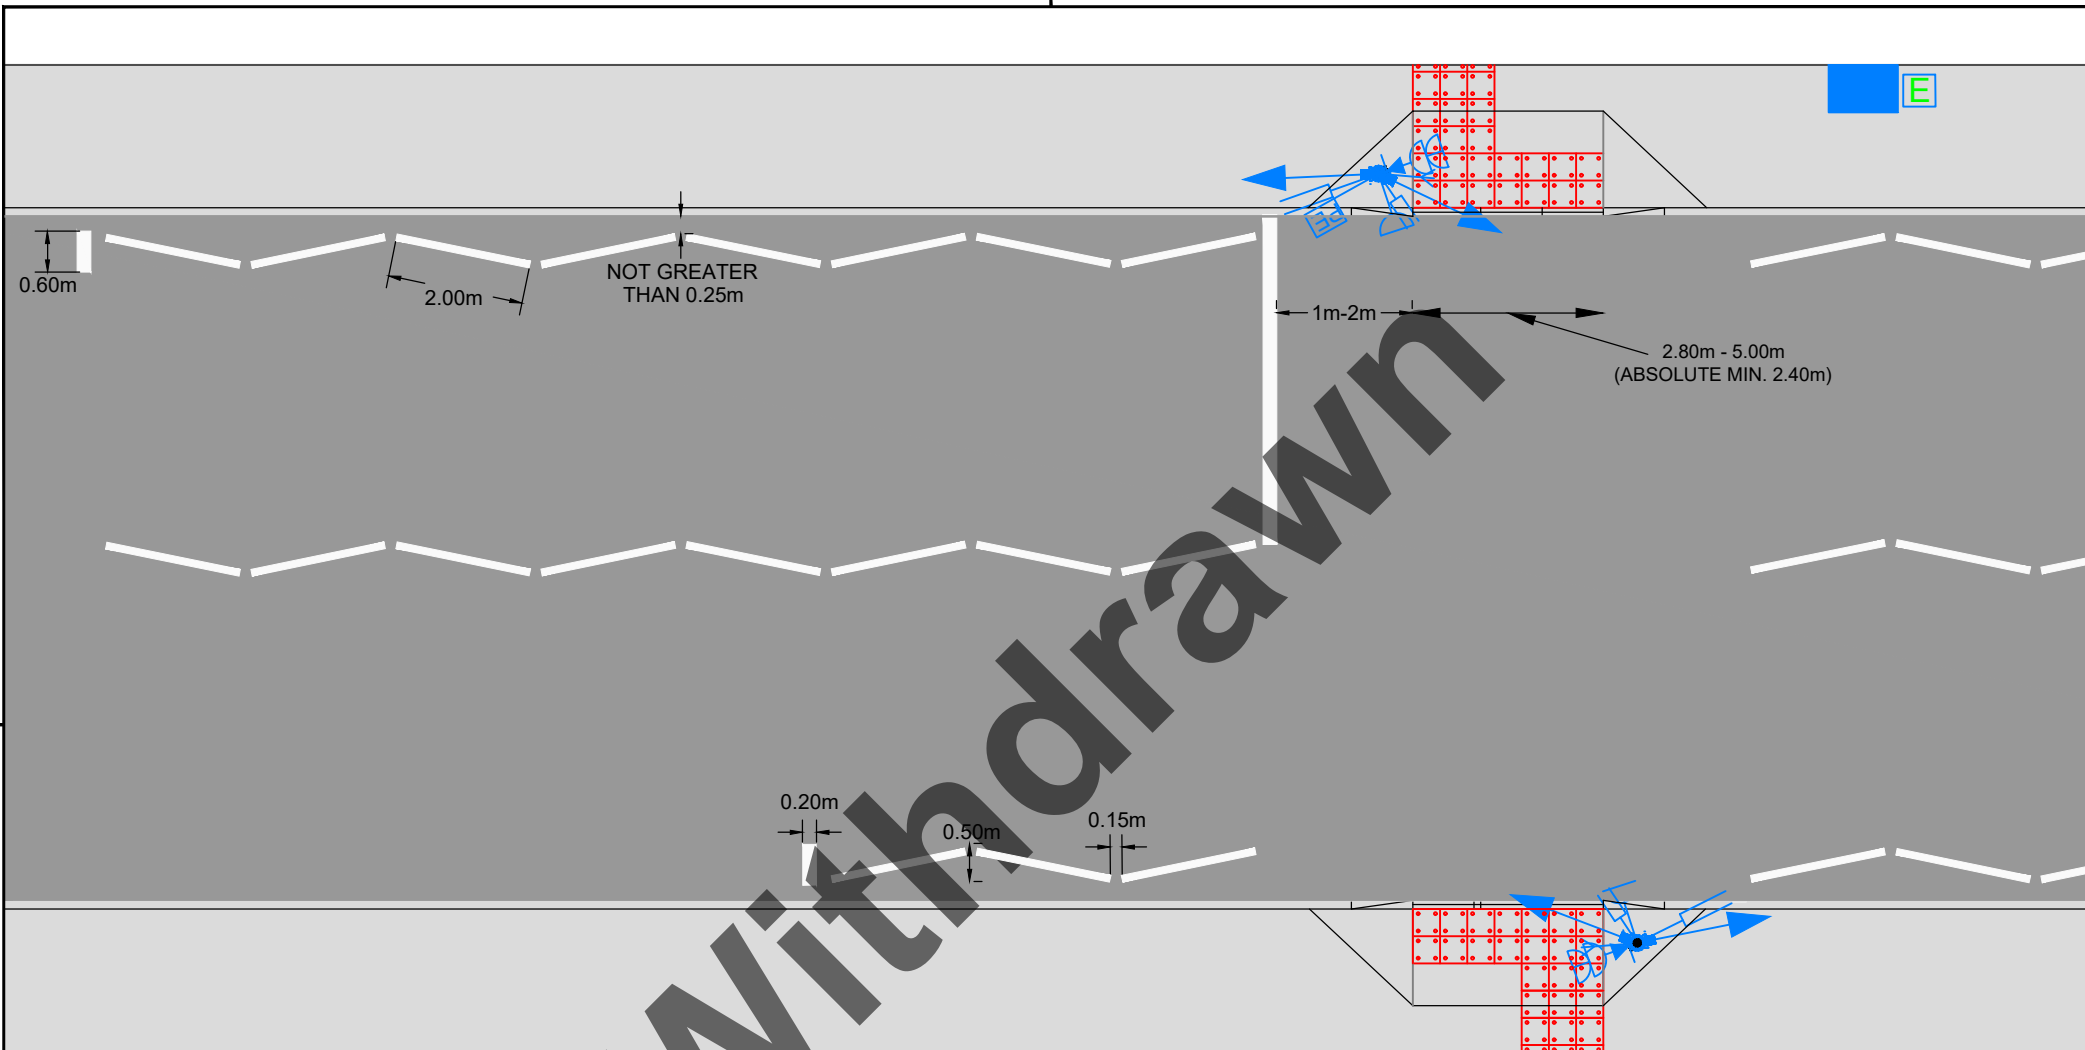 E
PE
0.60m
2.00m
NOT GREATER
THAN 0.25m
1m-2m
2.80m - 5.00m
(ABSOLUTE MIN. 2.40m)
0.20m
0.50m
0.15m
withdrawn